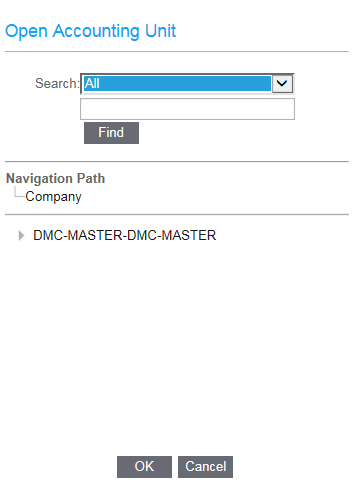 Open Accounting Unit
Search: All
Find
Navigation Path
Company
DMC-MASTER-DMC-MASTER
OK Cancel